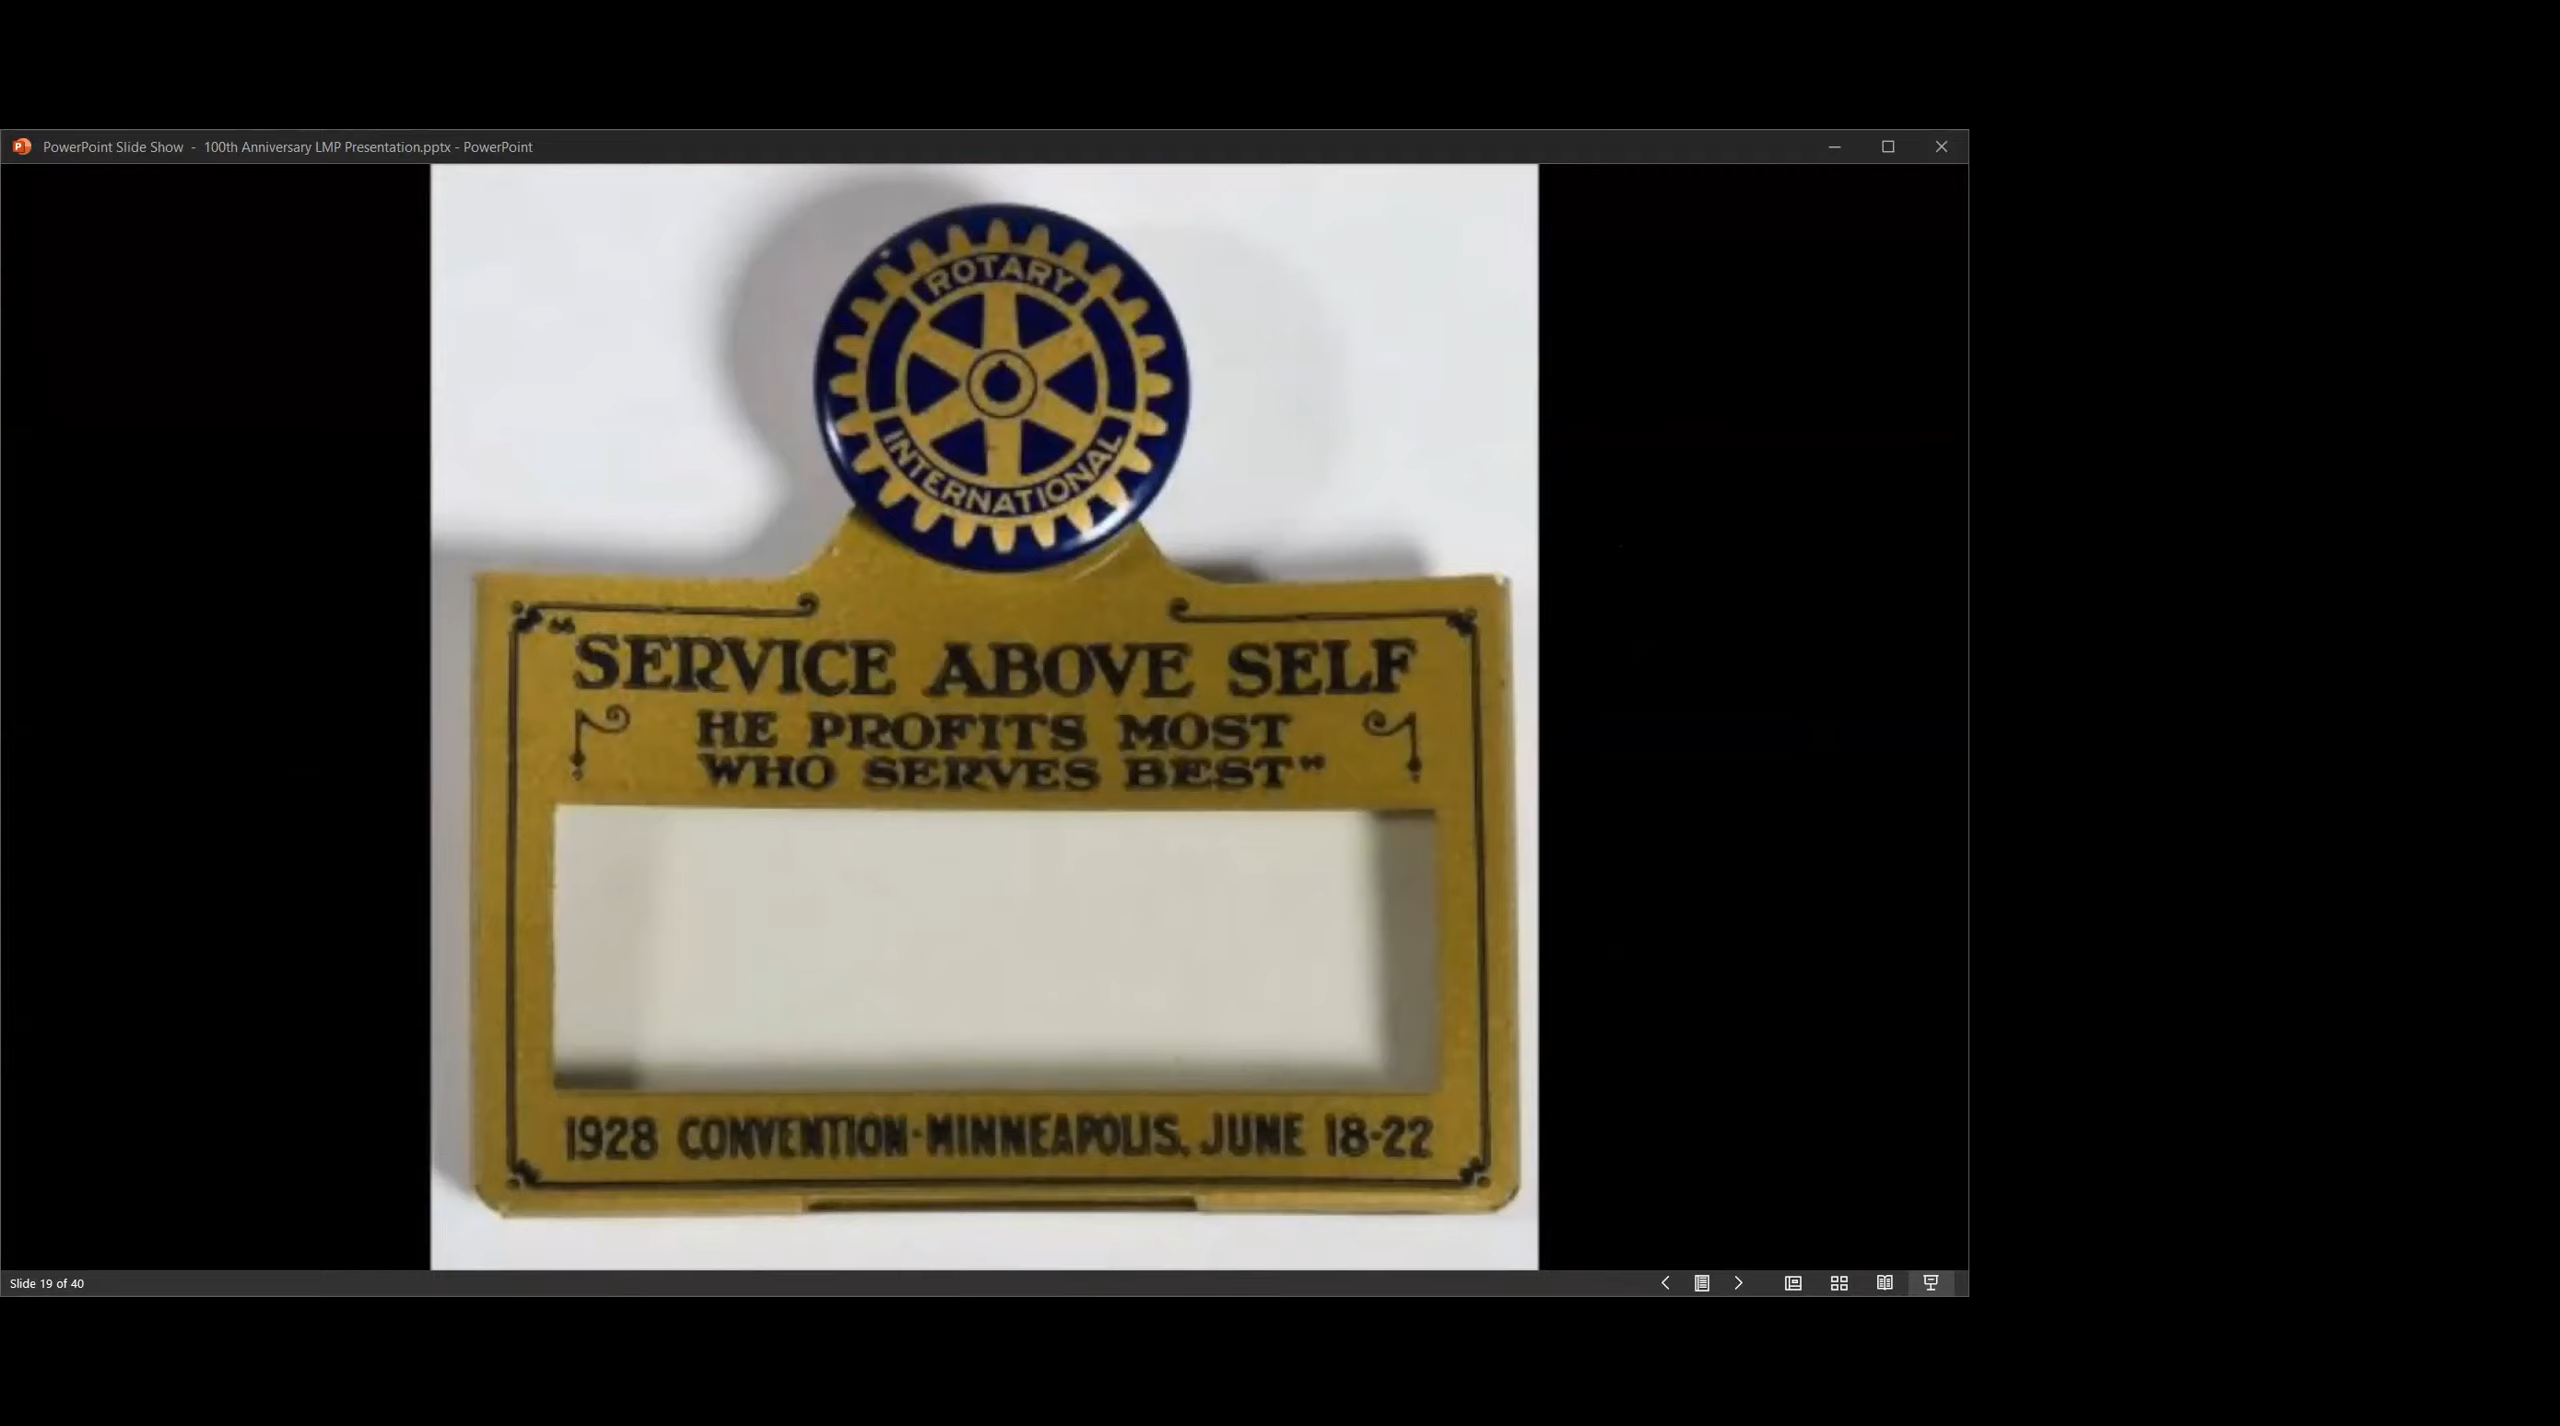 PowerPoint Slide Show - 100th Anniversary LMP Presentation.pptx - PowerPoint
ROTARY
INTERNATIONAL
"SERVICE ABOVE SELF
HE PROFITS MOST
WHO SERVES BEST"
1928 CONVENTION·MINNEAPOLIS, JUNE 18-22
Slide 19 of 40